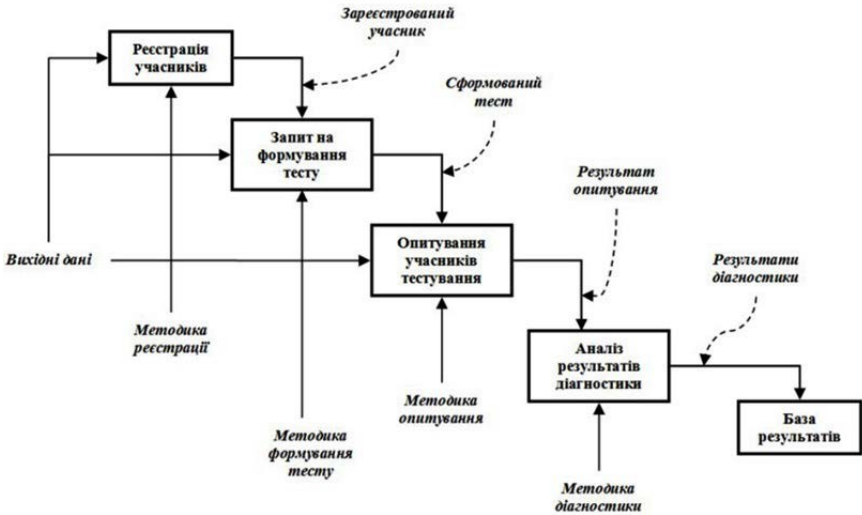 Зареєстрований
учасник
Реєстрація
учасників
Сформований
тест
Запит на
формування
тесту
Результат
опитування
Вихідні дані
Опитування
учасників
тестування
Результати
діагностики
Методика
реєстрації
Аналіз
результатів
діагностики
Методика
опитування
База
результатів
Методика
формування
тесту
Методика
діагностики